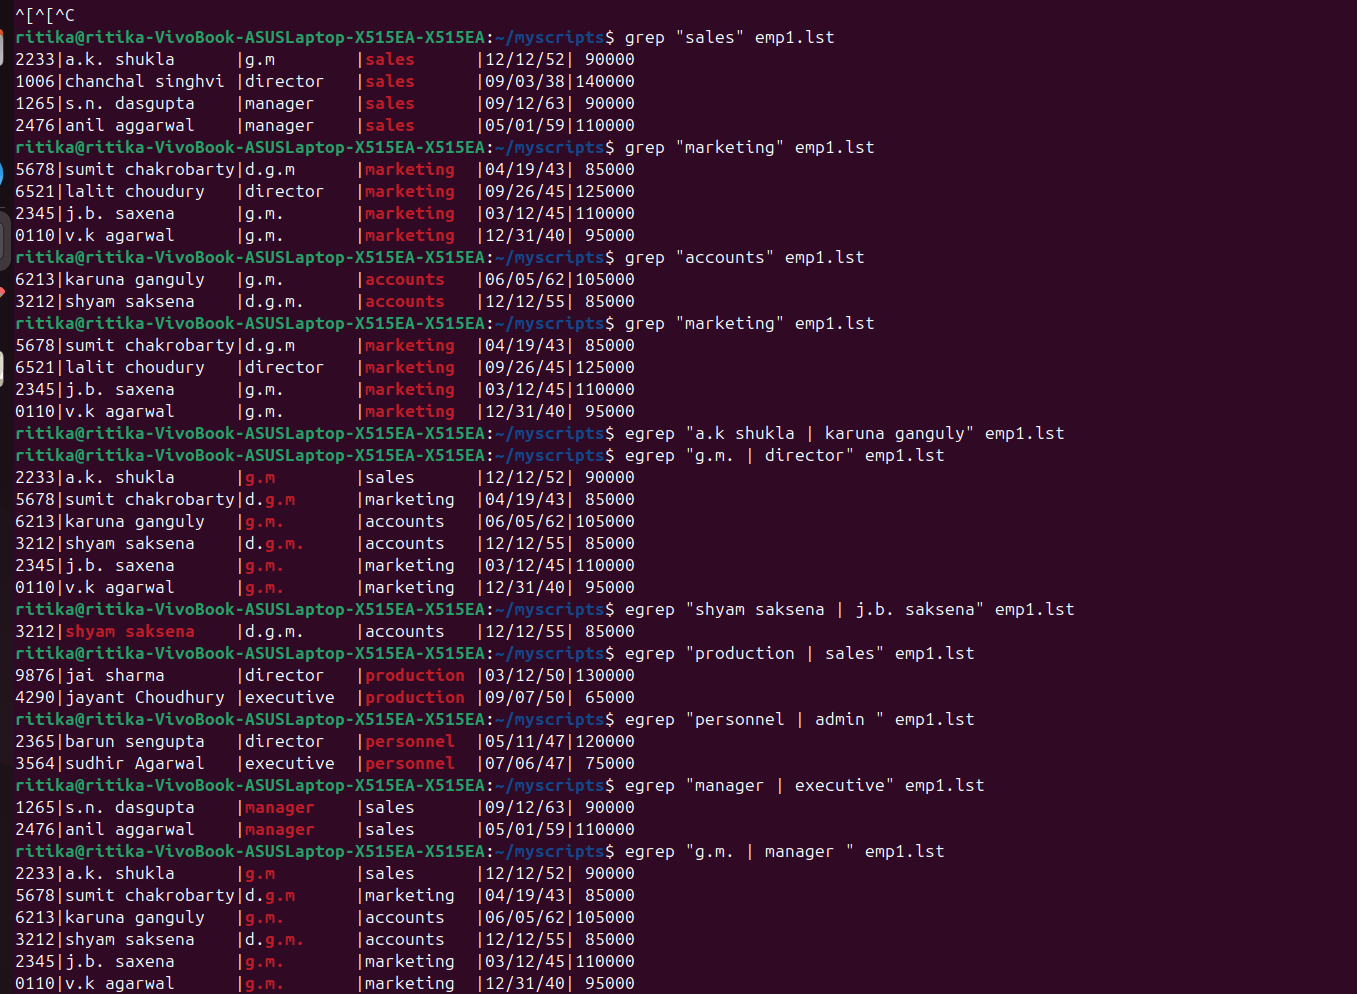 ^[^[^C
ritika@ritika-VivoBook-ASUSLaptop-X515EA-X515EA:~/myscripts$ grep "sales" emp1.lst
2233|a.k. shukla      |g.m        |sales      |12/12/52| 90000
1006|chanchal singhvi |director   |sales      |09/03/38|140000
1265|s.n. dasgupta    |manager    |sales      |09/12/63| 90000
2476|anil aggarwal    |manager    |sales      |05/01/59|110000
ritika@ritika-VivoBook-ASUSLaptop-X515EA-X515EA:~/myscripts$ grep "marketing" emp1.lst
5678|sumit chakrobarty|d.g.m      |marketing  |04/19/43| 85000
6521|lalit choudury   |director   |marketing  |09/26/45|125000
2345|j.b. saxena      |g.m.       |marketing  |03/12/45|110000
0110|v.k agarwal      |g.m.       |marketing  |12/31/40| 95000
ritika@ritika-VivoBook-ASUSLaptop-X515EA-X515EA:~/myscripts$ grep "accounts" emp1.lst
6213|karuna ganguly   |g.m.       |accounts   |06/05/62|105000
3212|shyam saksena    |d.g.m.     |accounts   |12/12/55| 85000
ritika@ritika-VivoBook-ASUSLaptop-X515EA-X515EA:~/myscripts$ grep "marketing" emp1.lst
5678|sumit chakrobarty|d.g.m      |marketing  |04/19/43| 85000
6521|lalit choudury   |director   |marketing  |09/26/45|125000
2345|j.b. saxena      |g.m.       |marketing  |03/12/45|110000
0110|v.k agarwal      |g.m.       |marketing  |12/31/40| 95000
ritika@ritika-VivoBook-ASUSLaptop-X515EA-X515EA:~/myscripts$ egrep "a.k shukla | karuna ganguly" emp1.lst
ritika@ritika-VivoBook-ASUSLaptop-X515EA-X515EA:~/myscripts$ egrep "g.m. | director" emp1.lst
2233|a.k. shukla      |g.m        |sales      |12/12/52| 90000
5678|sumit chakrobarty|d.g.m      |marketing  |04/19/43| 85000
6213|karuna ganguly   |g.m.       |accounts   |06/05/62|105000
3212|shyam saksena    |d.g.m.     |accounts   |12/12/55| 85000
2345|j.b. saxena      |g.m.       |marketing  |03/12/45|110000
0110|v.k agarwal      |g.m.       |marketing  |12/31/40| 95000
ritika@ritika-VivoBook-ASUSLaptop-X515EA-X515EA:~/myscripts$ egrep "shyam saksena | j.b. saksena" emp1.lst
3212|shyam saksena    |d.g.m.     |accounts   |12/12/55| 85000
ritika@ritika-VivoBook-ASUSLaptop-X515EA-X515EA:~/myscripts$ egrep "production | sales" emp1.lst
9876|jai sharma       |director   |production |03/12/50|130000
4290|jayant Choudhury |executive  |production |09/07/50| 65000
ritika@ritika-VivoBook-ASUSLaptop-X515EA-X515EA:~/myscripts$ egrep "personnel | admin " emp1.lst
2365|barun sengupta   |director   |personnel  |05/11/47|120000
3564|sudhir Agarwal   |executive  |personnel  |07/06/47| 75000
ritika@ritika-VivoBook-ASUSLaptop-X515EA-X515EA:~/myscripts$ egrep "manager | executive" emp1.lst
1265|s.n. dasgupta    |manager    |sales      |09/12/63| 90000
2476|anil aggarwal    |manager    |sales      |05/01/59|110000
ritika@ritika-VivoBook-ASUSLaptop-X515EA-X515EA:~/myscripts$ egrep "g.m. | manager " emp1.lst
2233|a.k. shukla      |g.m        |sales      |12/12/52| 90000
5678|sumit chakrobarty|d.g.m      |marketing  |04/19/43| 85000
6213|karuna ganguly   |g.m.       |accounts   |06/05/62|105000
3212|shyam saksena    |d.g.m.     |accounts   |12/12/55| 85000
2345|j.b. saxena      |g.m.       |marketing  |03/12/45|110000
0110|v.k agarwal      |g.m.       |marketing  |12/31/40| 95000